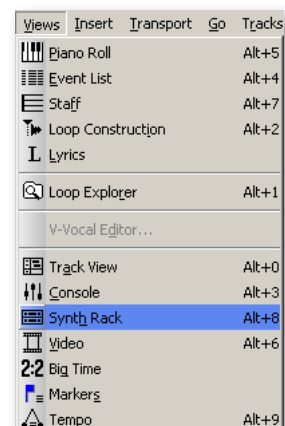 Views Insert Transport Go Tracks
Piano Roll Alt+5
Event List Alt+4
Staff Alt+7
Loop Construction Alt+2
L Lyrics
Loop Explorer Alt+1
V-Vocal Editor...
Track View Alt+0
Console Alt+3
Synth Rack Alt+8
Video Alt+6
2:2 Big Time
Markers
Tempo Alt+9